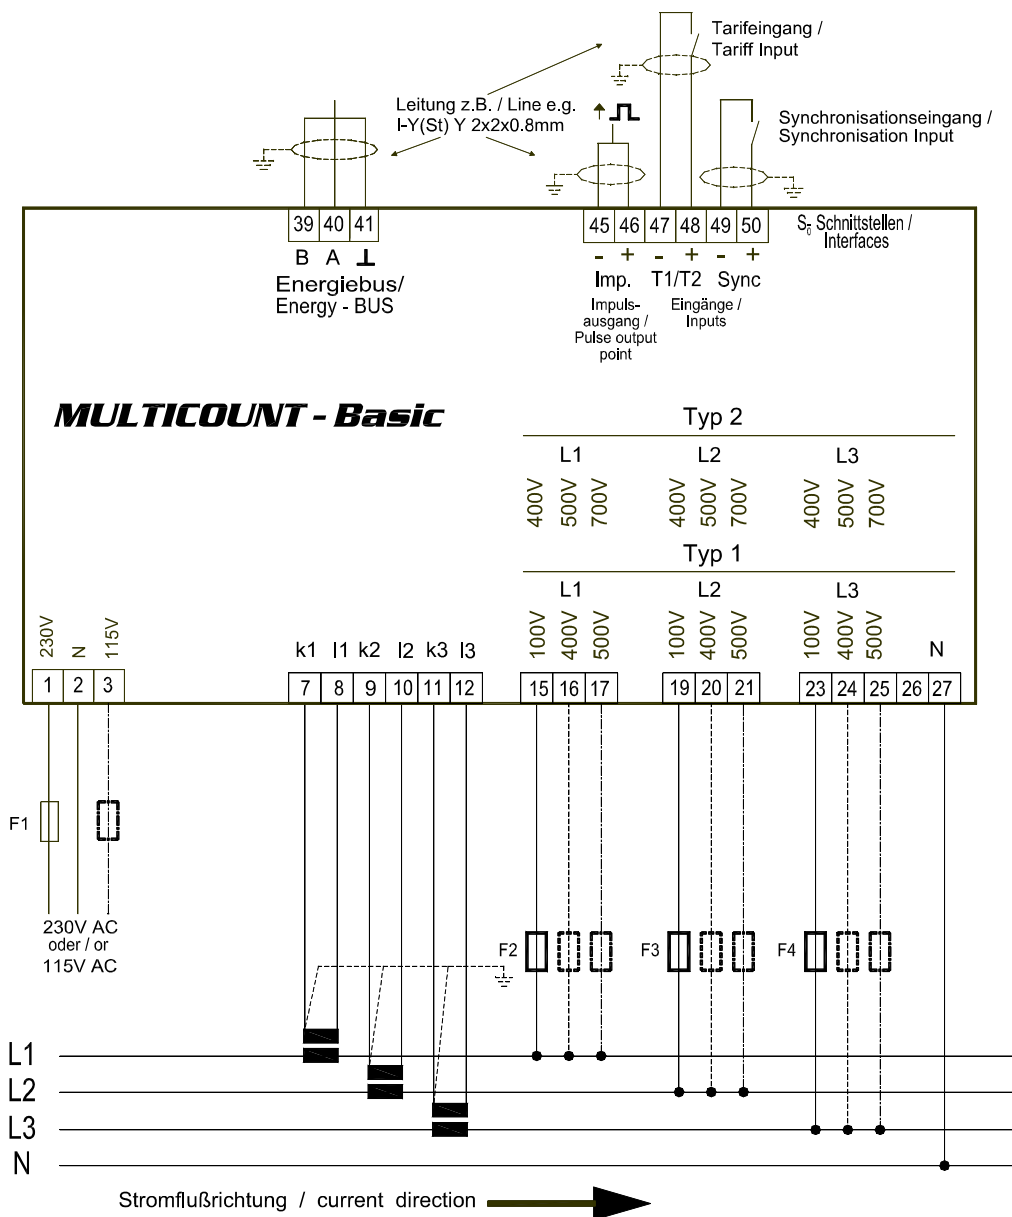 Tarifeingang /
Tariff Input
Leitung z.B. / Line e.g.
I-Y(St) Y 2x2x0.8mm
Synchronisationseingang /
Synchronisation Input
39 40 41
45 46 47 48 49 50
S0 Schnittstellen /
Interfaces
B A
- + - + - +
Energiebus/
Energy - BUS
Imp. T1/T2 Sync
Impuls-
ausgang /
Pulse output
point
Eingänge /
Inputs
MULTICOUNT - Basic
Typ 2
L1 L2 L3
400V 500V 700V 400V 500V 700V 400V 500V 700V
Typ 1
L1 L2 L3
100V 400V 500V 100V 400V 500V 100V 400V 500V N
230V N 115V
k1 l1 k2 l2 k3 l3
1 2 3
7 8 9 10 11 12
15 16 17
19 20 21
23 24 25 26 27
F1
230V AC
oder / or
115V AC
F2 F3 F4
L1
L2
L3
N
Stromflußrichtung / current direction